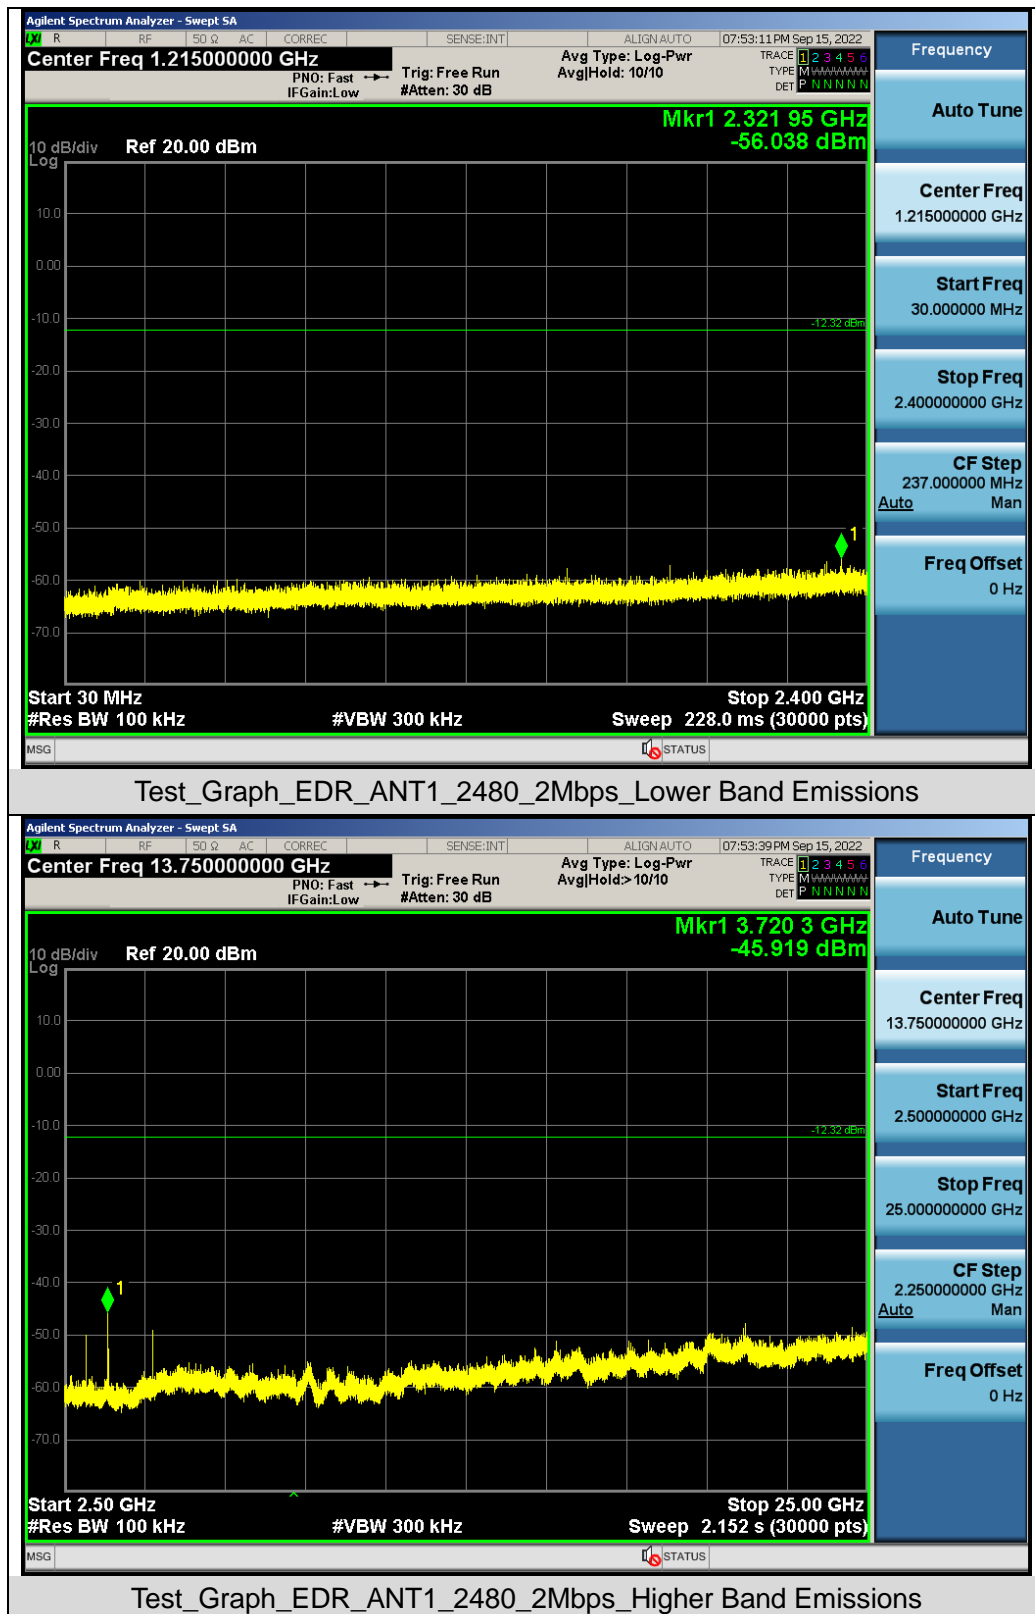 Agilent Spectrum Analyzer - Swept SA
LXI R RF 50 Ω AC CORREC SENSE:INT ALIGN AUTO 07:53:11 PM Sep 15, 2022
Center Freq 1.215000000 GHz
PNO: Fast
IFGain:Low
Trig: Free Run
#Atten: 30 dB
Avg Type: Log-Pwr
Avg|Hold: 10/10
TRACE 1 2 3 4 5 6
TYPE M
DET P N N N N N
Mkr1 2.321 95 GHz
-56.038 dBm
10 dB/div Ref 20.00 dBm
Log
10.0
0.00
-10.0
-12.32 dBm
-20.0
-30.0
-40.0
-50.0
1
-60.0
-70.0
Start 30 MHz Stop 2.400 GHz
#Res BW 100 kHz #VBW 300 kHz Sweep 228.0 ms (30000 pts)
MSG STATUS
Frequency
Auto Tune
Center Freq
1.215000000 GHz
Start Freq
30.000000 MHz
Stop Freq
2.400000000 GHz
CF Step
237.000000 MHz
Auto Man
Freq Offset
0 Hz
Test_Graph_EDR_ANT1_2480_2Mbps_Lower Band Emissions
Agilent Spectrum Analyzer - Swept SA
LXI R RF 50 Ω AC CORREC SENSE:INT ALIGN AUTO 07:53:39 PM Sep 15, 2022
Center Freq 13.750000000 GHz
PNO: Fast
IFGain:Low
Trig: Free Run
#Atten: 30 dB
Avg Type: Log-Pwr
Avg|Hold:>10/10
TRACE 1 2 3 4 5 6
TYPE M
DET P N N N N N
Mkr1 3.720 3 GHz
-45.919 dBm
10 dB/div Ref 20.00 dBm
Log
10.0
0.00
-10.0
-12.32 dBm
-20.0
-30.0
-40.0
1
-50.0
-60.0
-70.0
Start 2.50 GHz Stop 25.00 GHz
#Res BW 100 kHz #VBW 300 kHz Sweep 2.152 s (30000 pts)
MSG STATUS
Frequency
Auto Tune
Center Freq
13.750000000 GHz
Start Freq
2.500000000 GHz
Stop Freq
25.000000000 GHz
CF Step
2.250000000 GHz
Auto Man
Freq Offset
0 Hz
Test_Graph_EDR_ANT1_2480_2Mbps_Higher Band Emissions